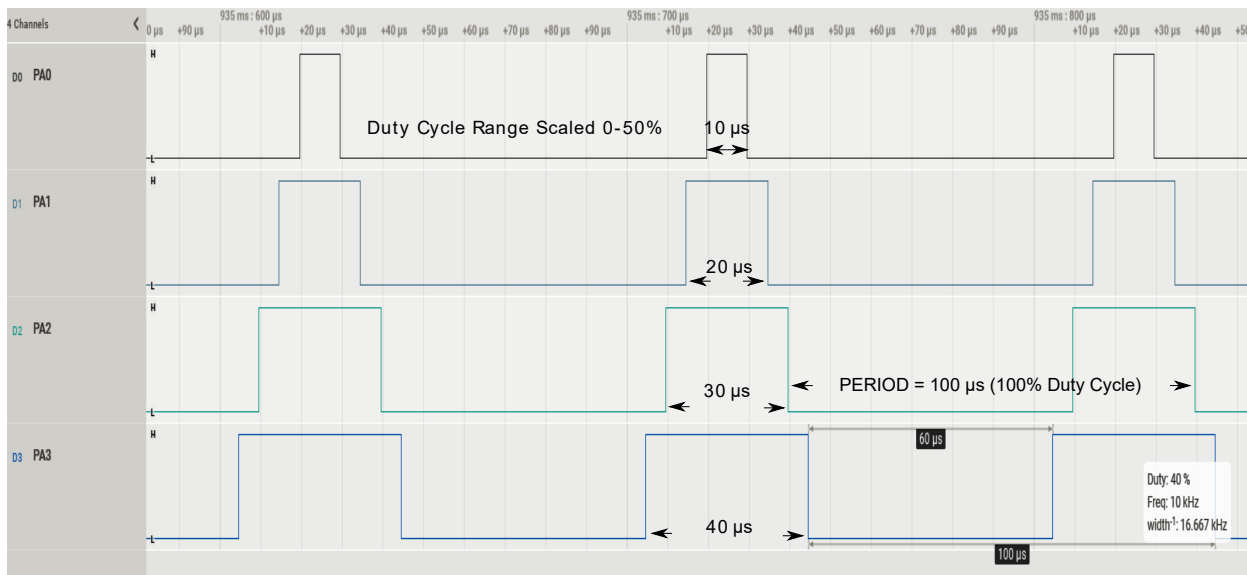 4 Channels
935 ms : 600 µs 935 ms : 700 µs 935 ms : 800 µs
0 µs +90 µs +10 µs +20 µs +30 µs +40 µs +50 µs +60 µs +70 µs +80 µs +90 µs +10 µs +20 µs +30 µs +40 µs +50 µs +60 µs +70 µs +80 µs +90 µs +10 µs +20 µs +30 µs +40 µs
H
D0 PA0
Duty Cycle Range Scaled 0-50% 10 µs
L
H
D1 PA1
20 µs
L
H
D2 PA2
PERIOD = 100 µs (100% Duty Cycle)
30 µs
L
H
60 µs
D3 PA3
Duty: 40 %
Freq: 10 kHz
width⁻¹: 16.667 kHz
40 µs
L
100 µs